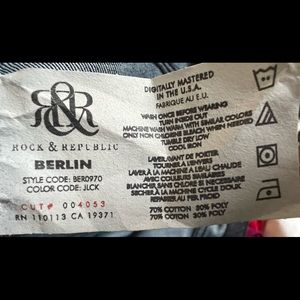 R&R
ROCK & REPUBLIC
BERLIN
STYLE CODE: BER0970
COLOR CODE: JLCK
CUT# 004053
RN 110113 CA 19371
DIGITALLY MASTERED
IN THE U.S.A.
FABRIQUE AU E.U.
WASH ONCE BEFORE WEARING
TURN INSIDE OUT
MACHINE WASH WARM WITH SIMILAR COLORS
ONLY NON CHLORINE BLEACH WHEN NEEDED
TUMBLE DRY LOW
COOL IRON
LAVER AVANT DE PORTER
TOURNER A L'ENVERS
LAVER À LA MACHINE A L'EAU CHAUDE
AVEC COULEURS SIMILAIRES
BLANCHIR SANS CHLORE SI NECESSAIRE
SECHER A LA MACHINE CYCLE DOUX
REPASSER AU FER FROID
70% COTTON 30% POLY
70% COTTON 30% POLY